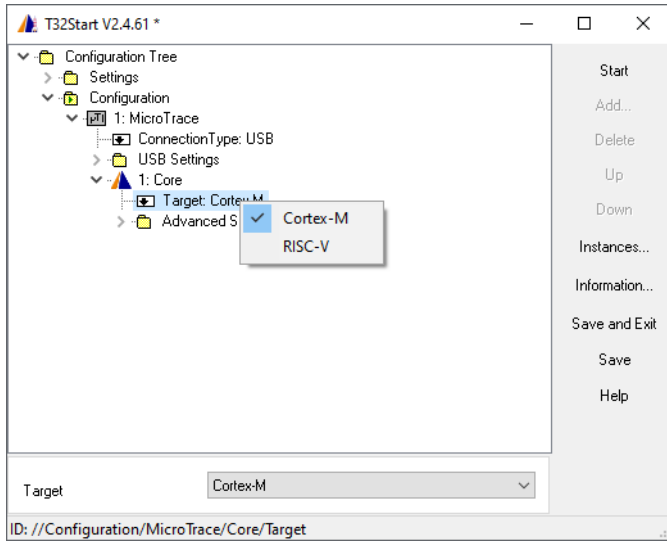 T32Start V2.4.61 *
Configuration Tree
Settings
Configuration
µTI 1: MicroTrace
ConnectionType: USB
USB Settings
1: Core
Target: Cortex-M
Advanced S
Cortex-M
RISC-V
Start
Add...
Delete
Up
Down
Instances...
Information...
Save and Exit
Save
Help
Target
Cortex-M
ID: //Configuration/MicroTrace/Core/Target